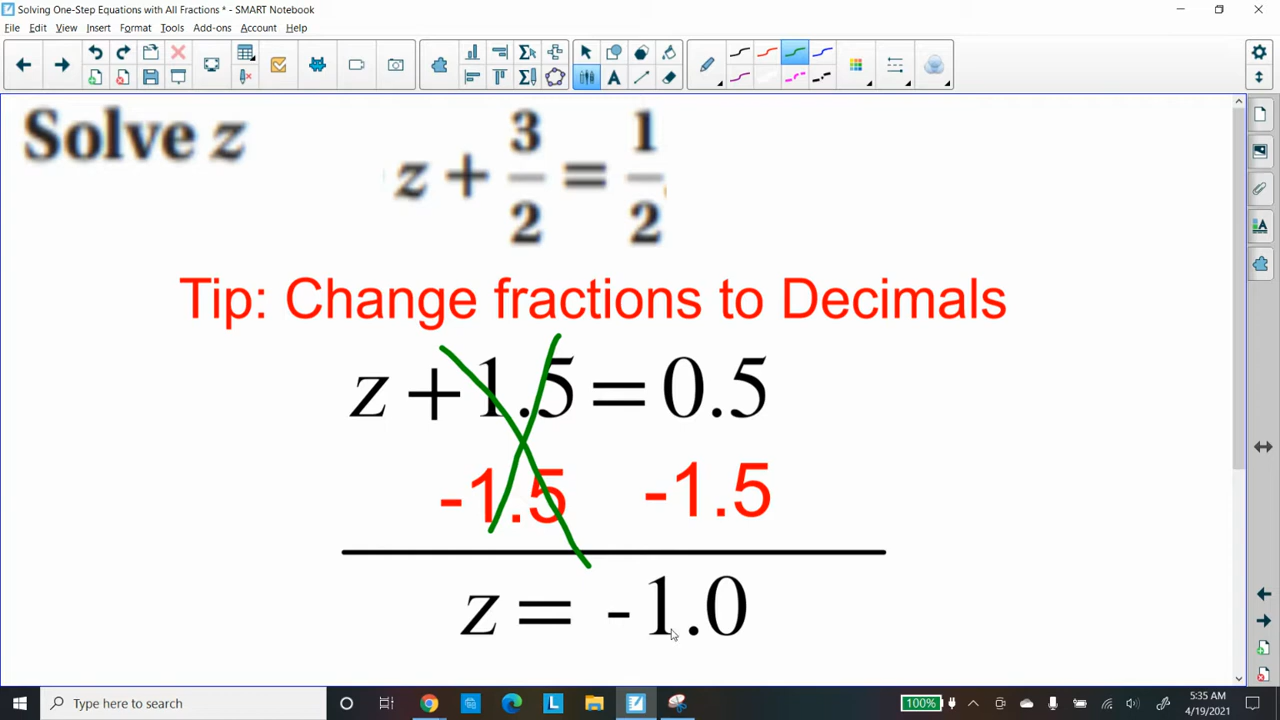 Solving One-Step Equations with All Fractions * - SMART Notebook
File Edit View Insert Format Tools Add-ons Account Help
Solve z
z + 3/2 = 1/2
Tip: Change fractions to Decimals
z + 1.5 = 0.5
-1.5 -1.5
z = -1.0
Type here to search
100%
5:35 AM
4/19/2021